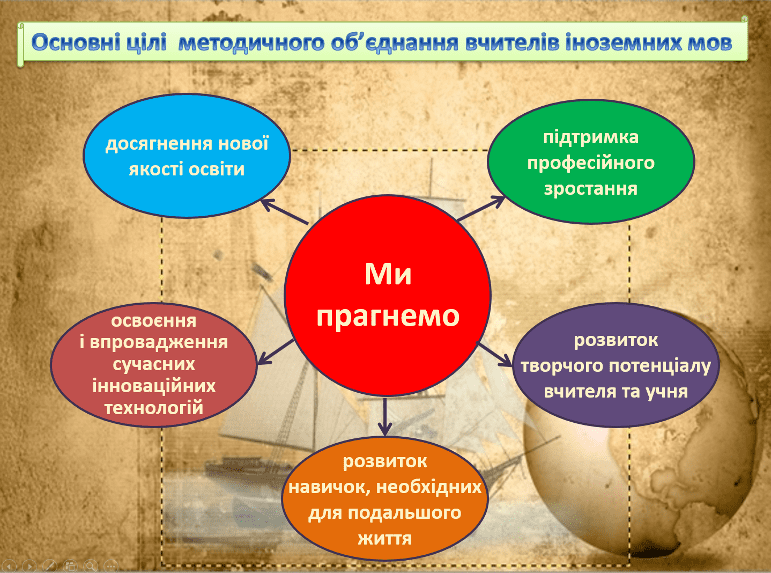 Основні цілі методичного об’єднання вчителів іноземних мов
досягнення нової
якості освіти
підтримка
професійного
зростання
Ми
прагнемо
освоєння
і впровадження
сучасних
інноваційних
технологій
розвиток
творчого потенціалу
вчителя та учня
розвиток
навичок, необхідних
для подальшого
життя